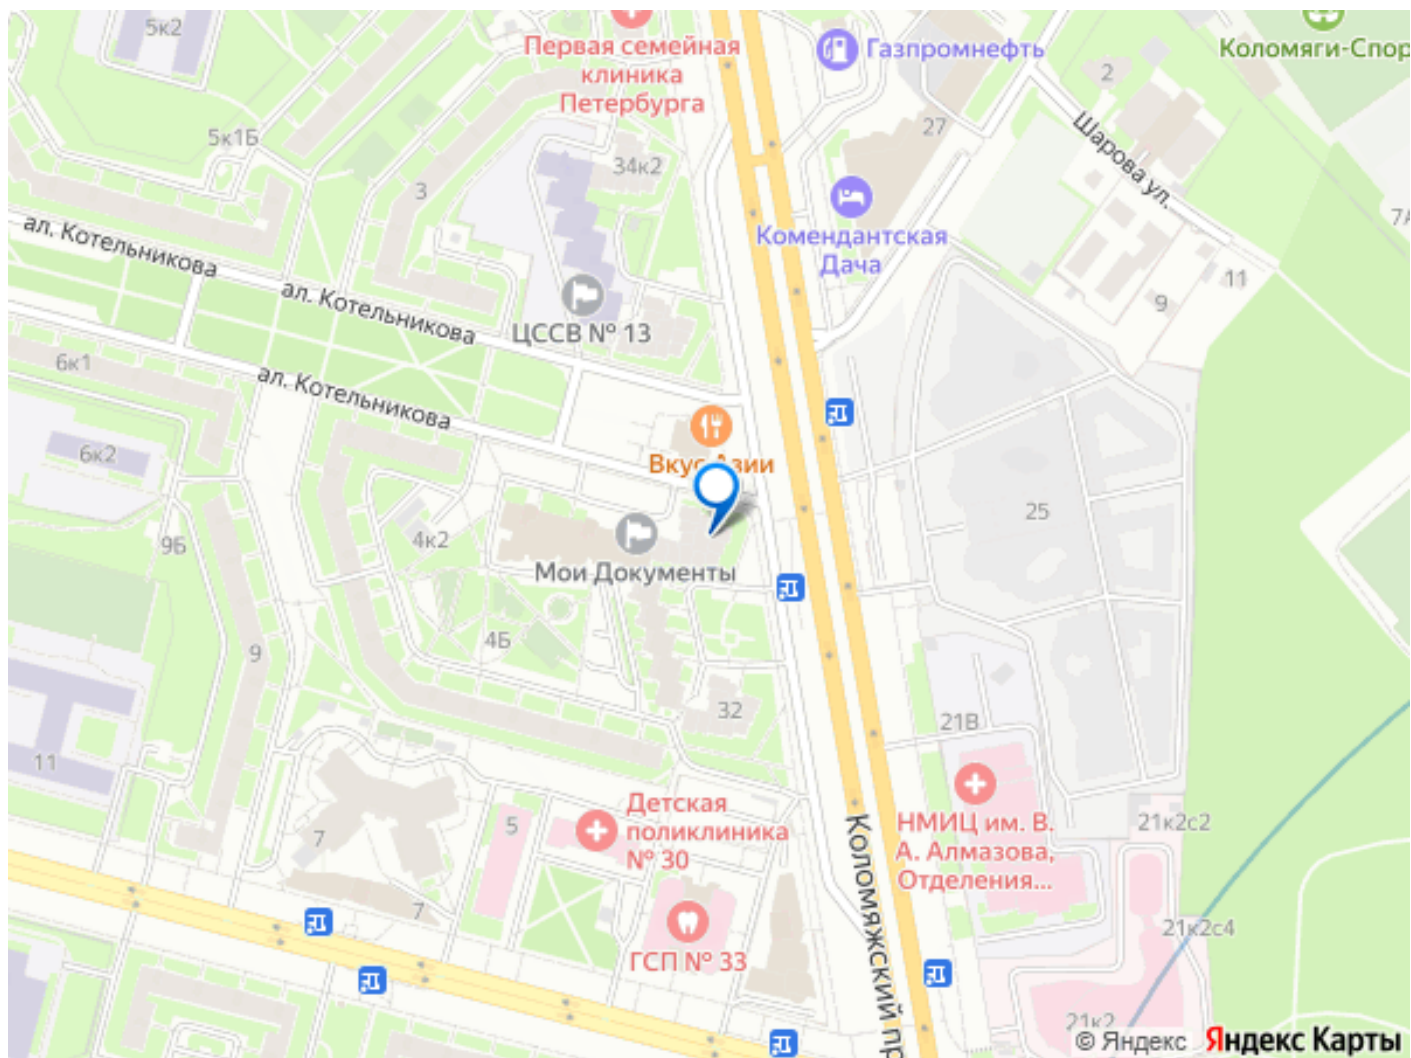 5к2
Первая семейная
клиника
Петербурга
Газпромнефть
Коломяги-Спор
2
27
Шарова ул.
5к1Б
34к2
3
7А
ал. Котельникова
Комендантская
Дача
11
9
ал. Котельникова
ЦССВ № 13
6к1
ал. Котельникова
Вкус Азии
6к2
25
9Б
4к2
Мои Документы
4Б
9
32
21В
11
Детская
поликлиника
№ 30
5
7
НМИЦ им. В.
А. Алмазова,
Отделения...
21к2с2
Коломяжский пр
7
ГСП № 33
21к2с4
21к2
© Яндекс
Яндекс Карты